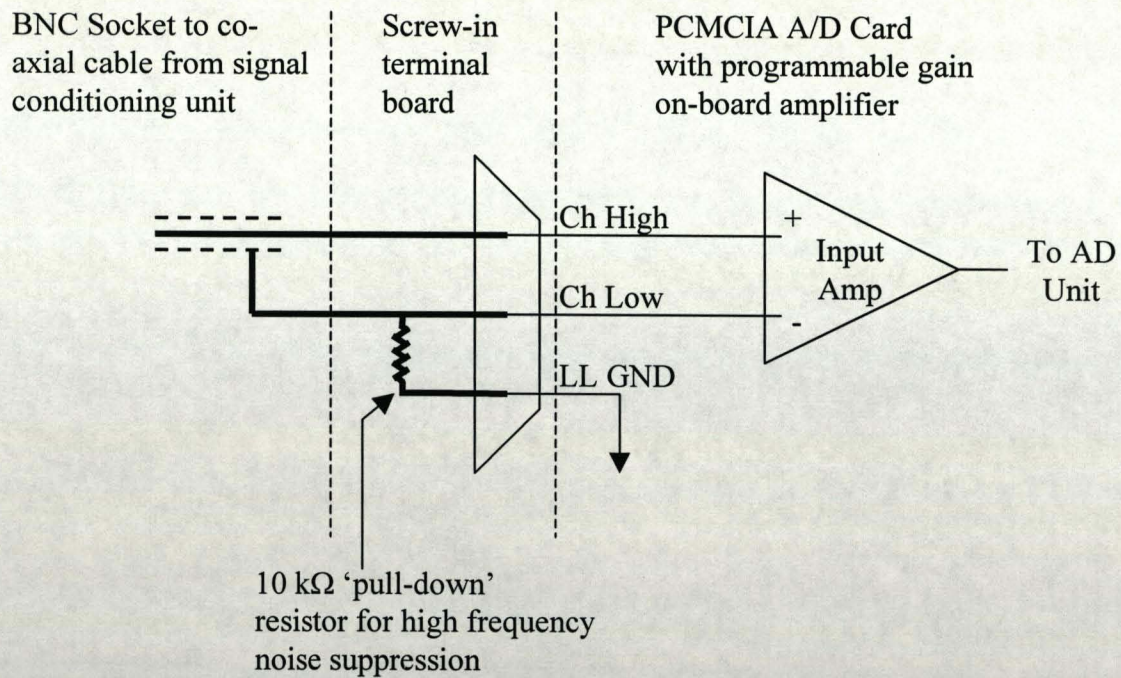 BNC Socket to co-
axial cable from signal
conditioning unit
Screw-in
terminal
board
PCMCIA A/D Card
with programmable gain
on-board amplifier
Ch High
+
Input
Amp
To AD
Unit
Ch Low
-
LL GND
10 kΩ ‘pull-down’
resistor for high frequency
noise suppression